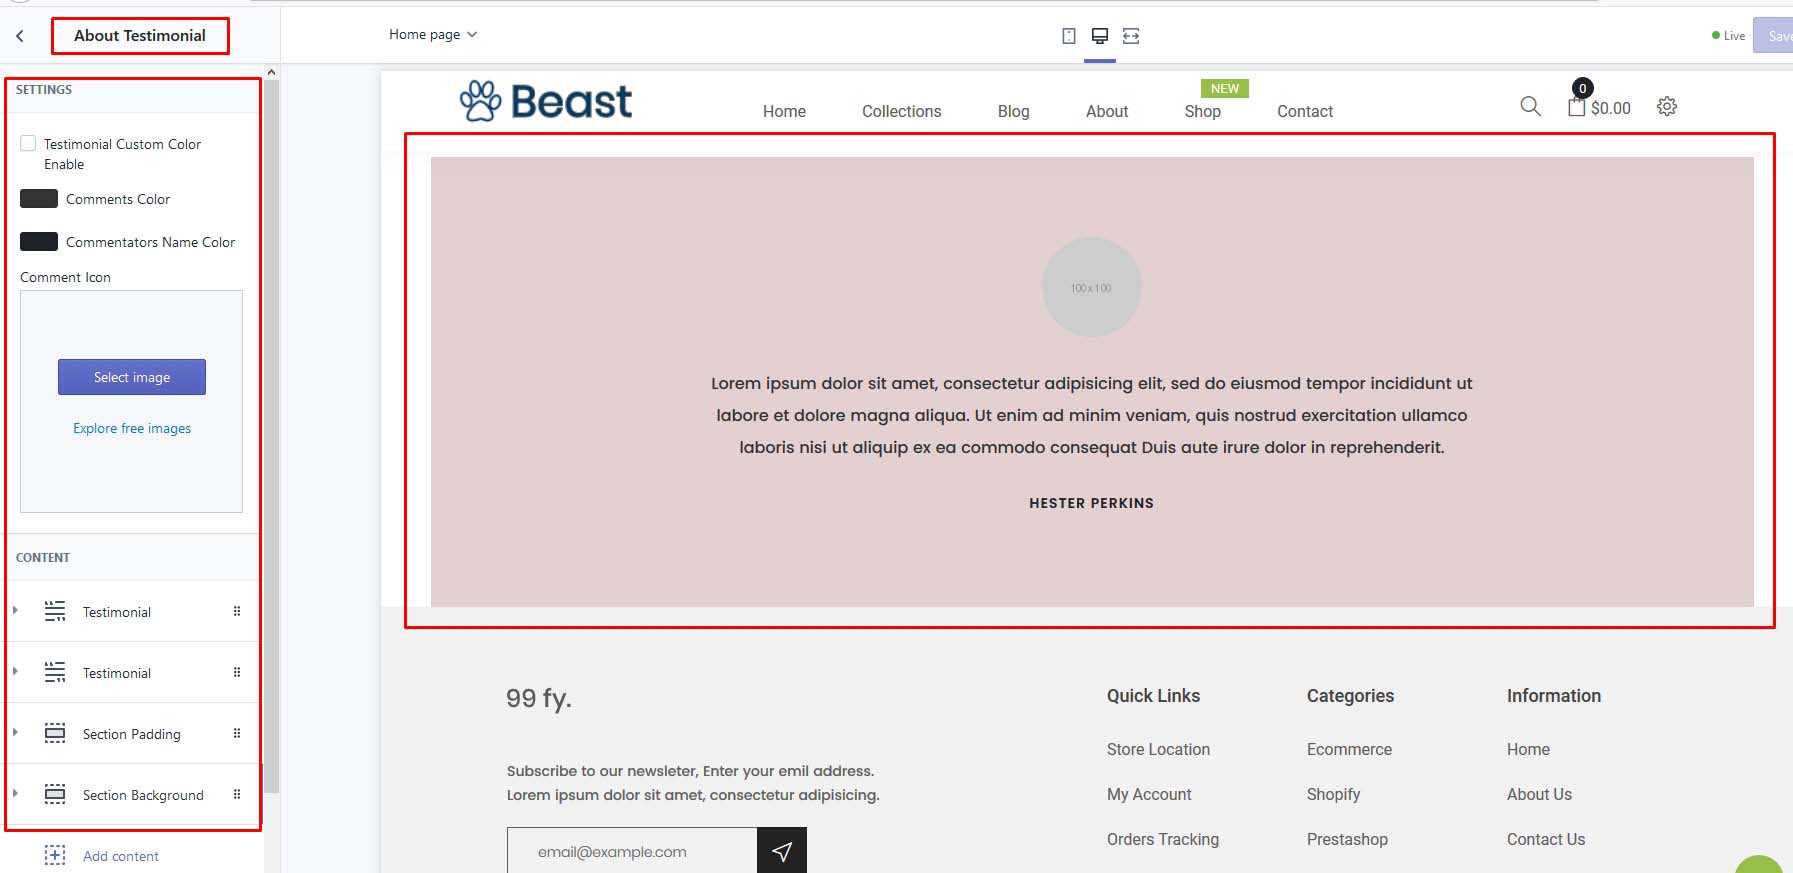 About Testimonial
Home page
Live
Save
SETTINGS
Testimonial Custom Color
Enable
Comments Color
Commentators Name Color
Comment Icon
Select image
Explore free images
CONTENT
Testimonial
Testimonial
Section Padding
Section Background
Add content
Beast
Home
Collections
Blog
About
NEW
Shop
Contact
0
$0.00
100 x 100
Lorem ipsum dolor sit amet, consectetur adipisicing elit, sed do eiusmod tempor incididunt ut
labore et dolore magna aliqua. Ut enim ad minim veniam, quis nostrud exercitation ullamco
laboris nisi ut aliquip ex ea commodo consequat Duis aute irure dolor in reprehenderit.
HESTER PERKINS
99 fy.
Subscribe to our newsleter, Enter your emil address.
Lorem ipsum dolor sit amet, consectetur adipisicing.
email@example.com
Quick Links
Store Location
My Account
Orders Tracking
Categories
Ecommerce
Shopify
Prestashop
Information
Home
About Us
Contact Us